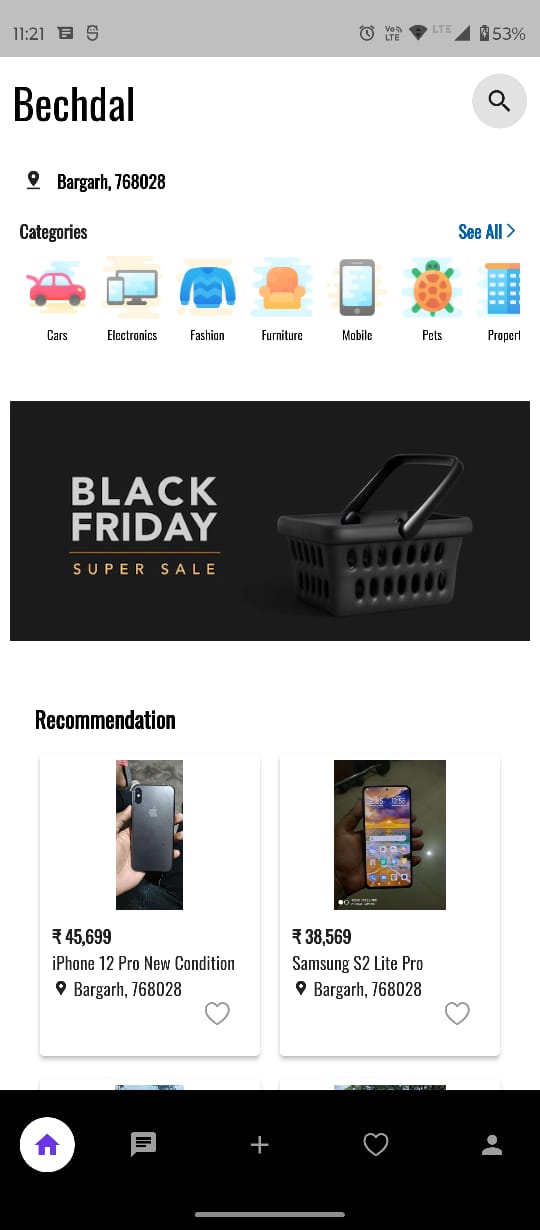 11:21
Vo LTE LTE 53%
Bechdal
Bargarh, 768028
Categories
See All
Cars Electronics Fashion Furniture Mobile Pets Propert
BLACK
FRIDAY
SUPER SALE
Recommendation
₹ 45,699
iPhone 12 Pro New Condition
Bargarh, 768028
₹ 38,569
Samsung S2 Lite Pro
Bargarh, 768028